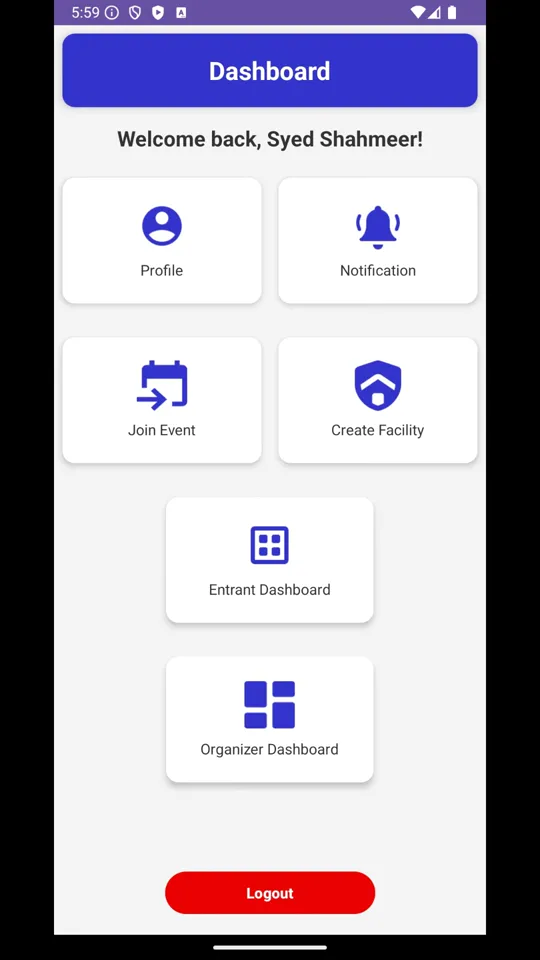 5:59
Dashboard
Welcome back, Syed Shahmeer!
Profile
Notification
Join Event
Create Facility
Entrant Dashboard
Organizer Dashboard
Logout